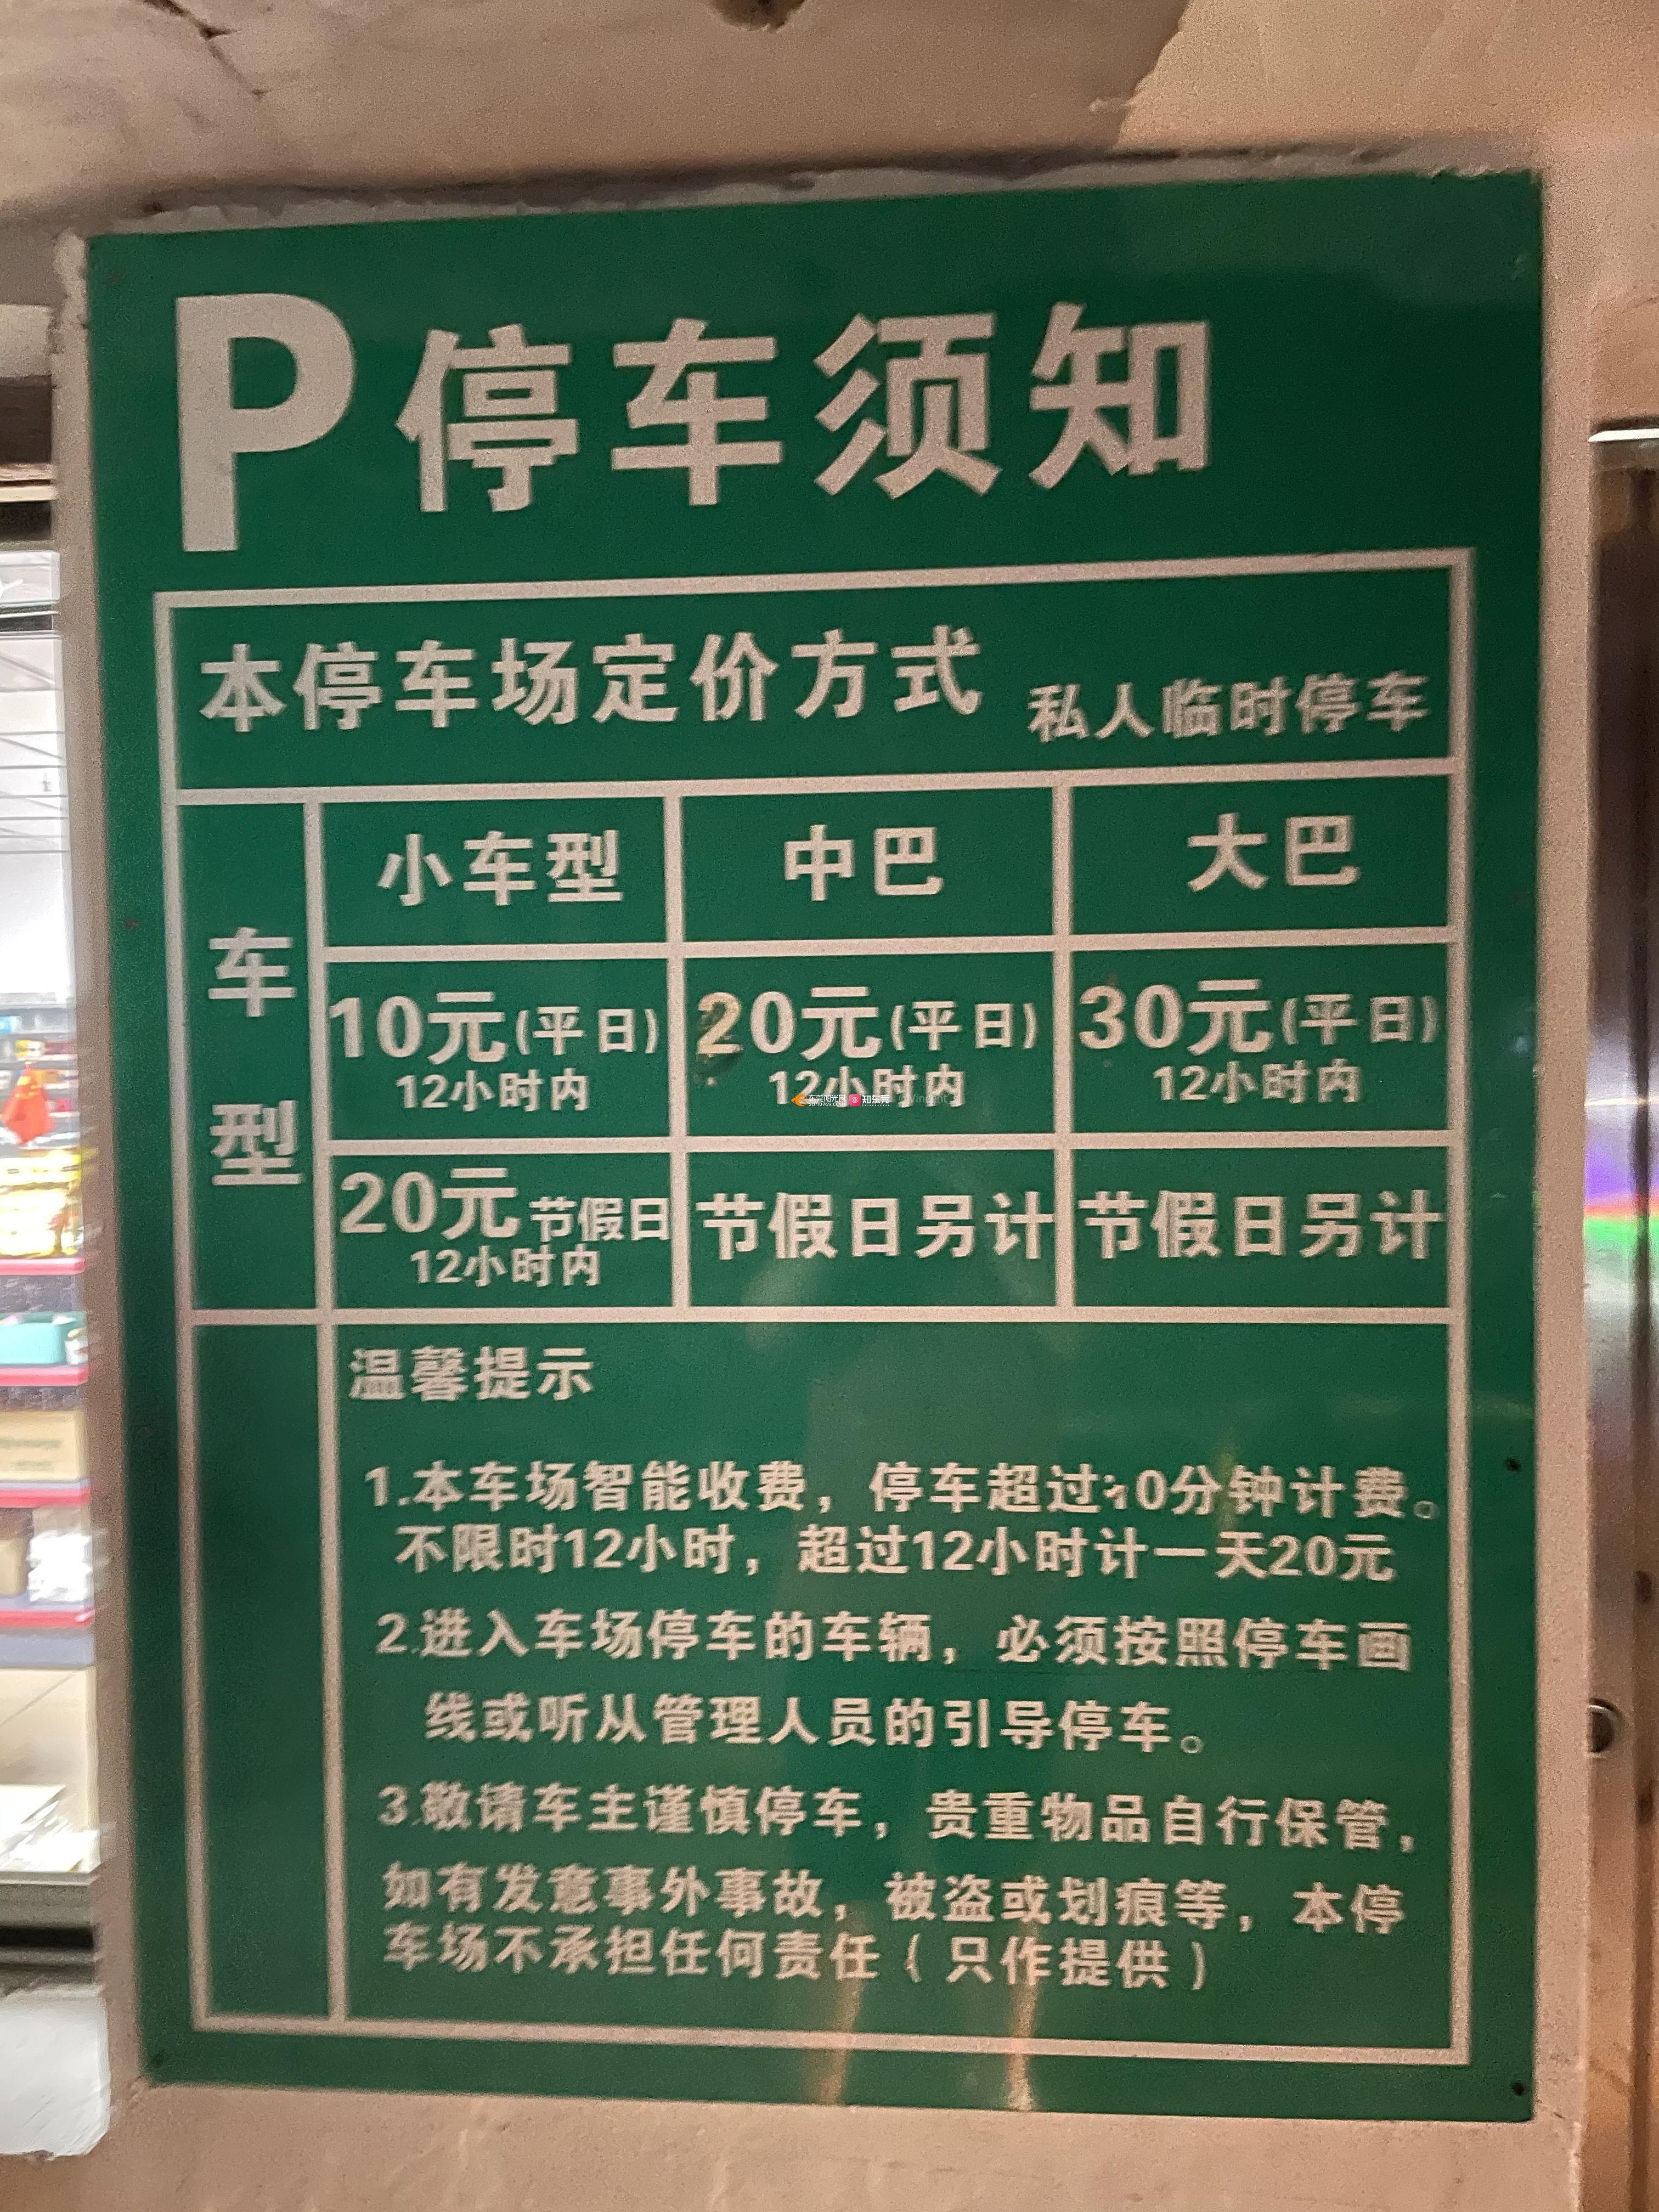 P 停车须知
本停车场定价方式 私人临时停车
车型
小车型 中巴 大巴
10元(平日) 20元(平日) 30元(平日)
12小时内 12小时内 12小时内
20元 节假日 节假日另计 节假日另计
12小时内
温馨提示
1.本车场智能收费，停车超过10分钟计费。
不限时12小时，超过12小时计一天20元
2.进入车场停车的车辆，必须按照停车画
线或听从管理人员的引导停车。
3.敬请车主谨慎停车，贵重物品自行保管，
如有发意事外事故，被盗或划痕等，本停
车场不承担任何责任（只作提供）
东莞阳光网 知东莞